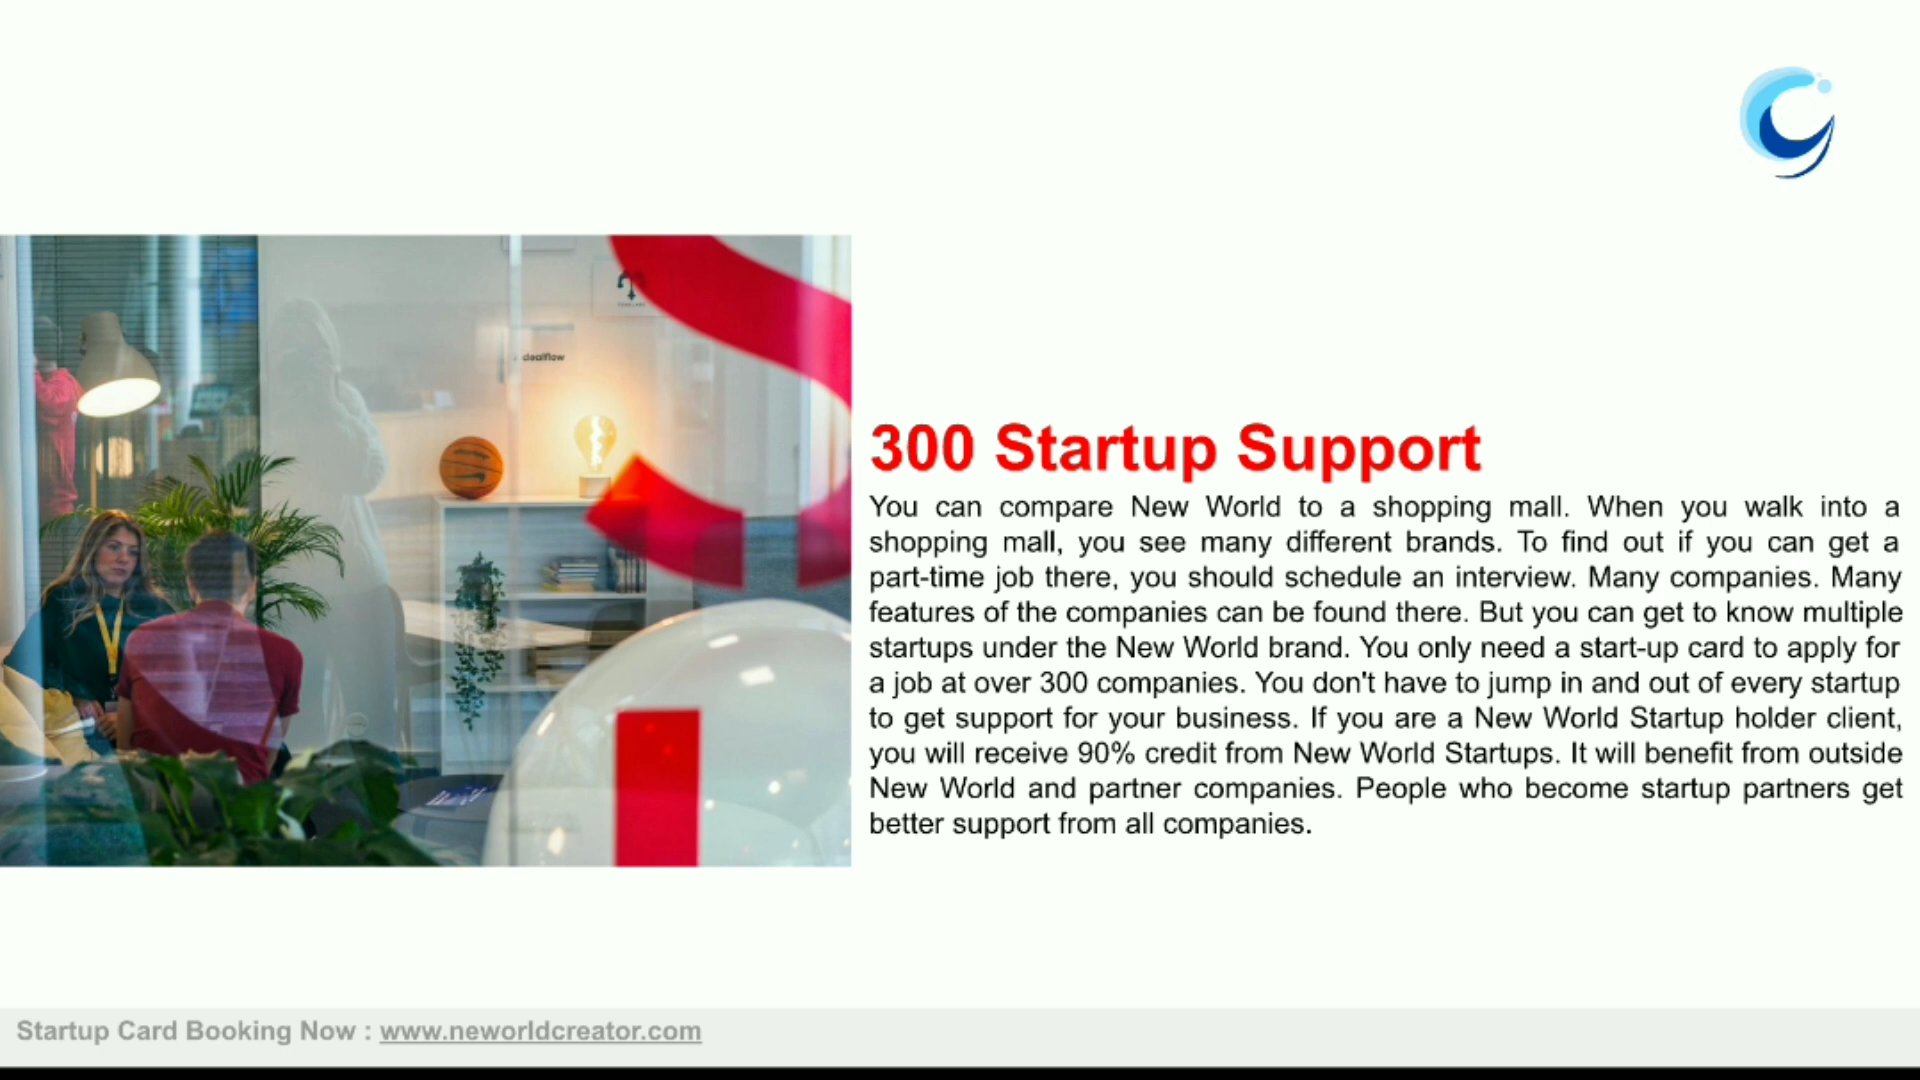 dealflow
300 Startup Support
You can compare New World to a shopping mall. When you walk into a
shopping mall, you see many different brands. To find out if you can get a
part-time job there, you should schedule an interview. Many companies. Many
features of the companies can be found there. But you can get to know multiple
startups under the New World brand. You only need a start-up card to apply for
a job at over 300 companies. You don't have to jump in and out of every startup
to get support for your business. If you are a New World Startup holder client,
you will receive 90% credit from New World Startups. It will benefit from outside
New World and partner companies. People who become startup partners get
better support from all companies.
Startup Card Booking Now : www.neworldcreator.com